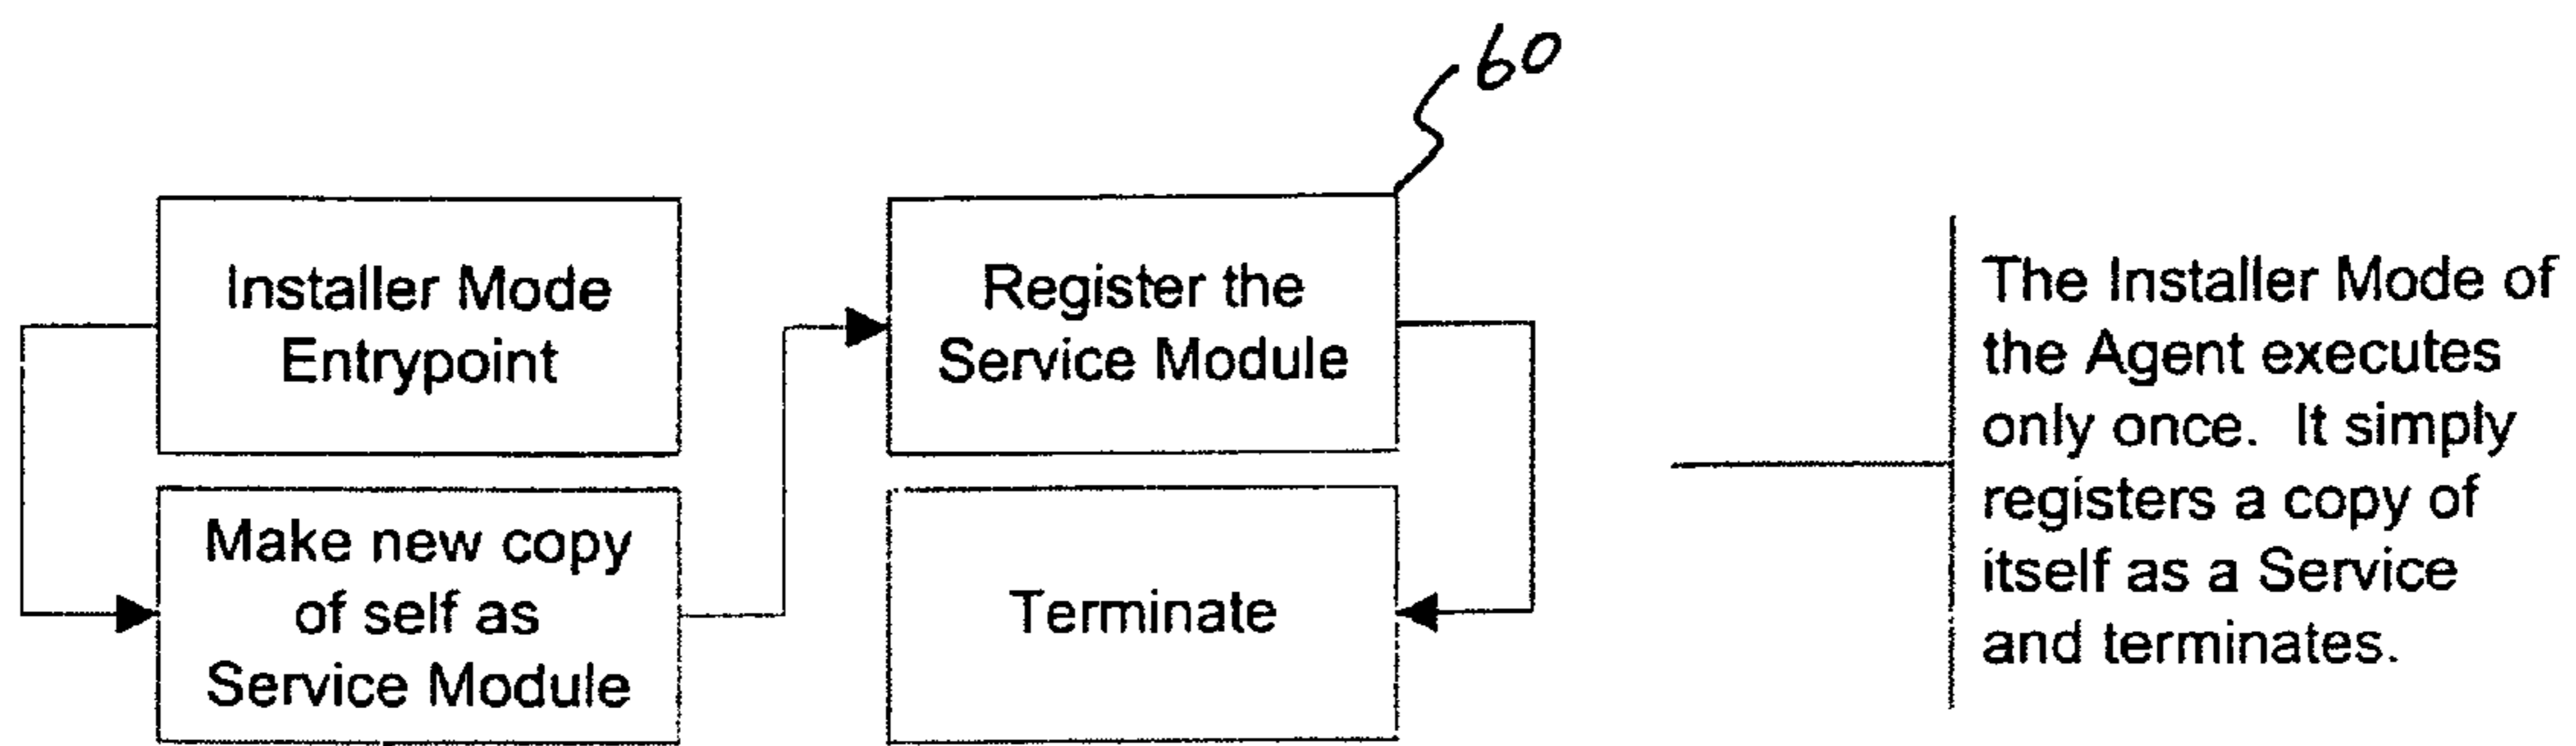 60
Installer Mode
Entrypoint
Make new copy
of self as
Service Module
Register the
Service Module
Terminate
The Installer Mode of
the Agent executes
only once. It simply
registers a copy of
itself as a Service
and terminates.